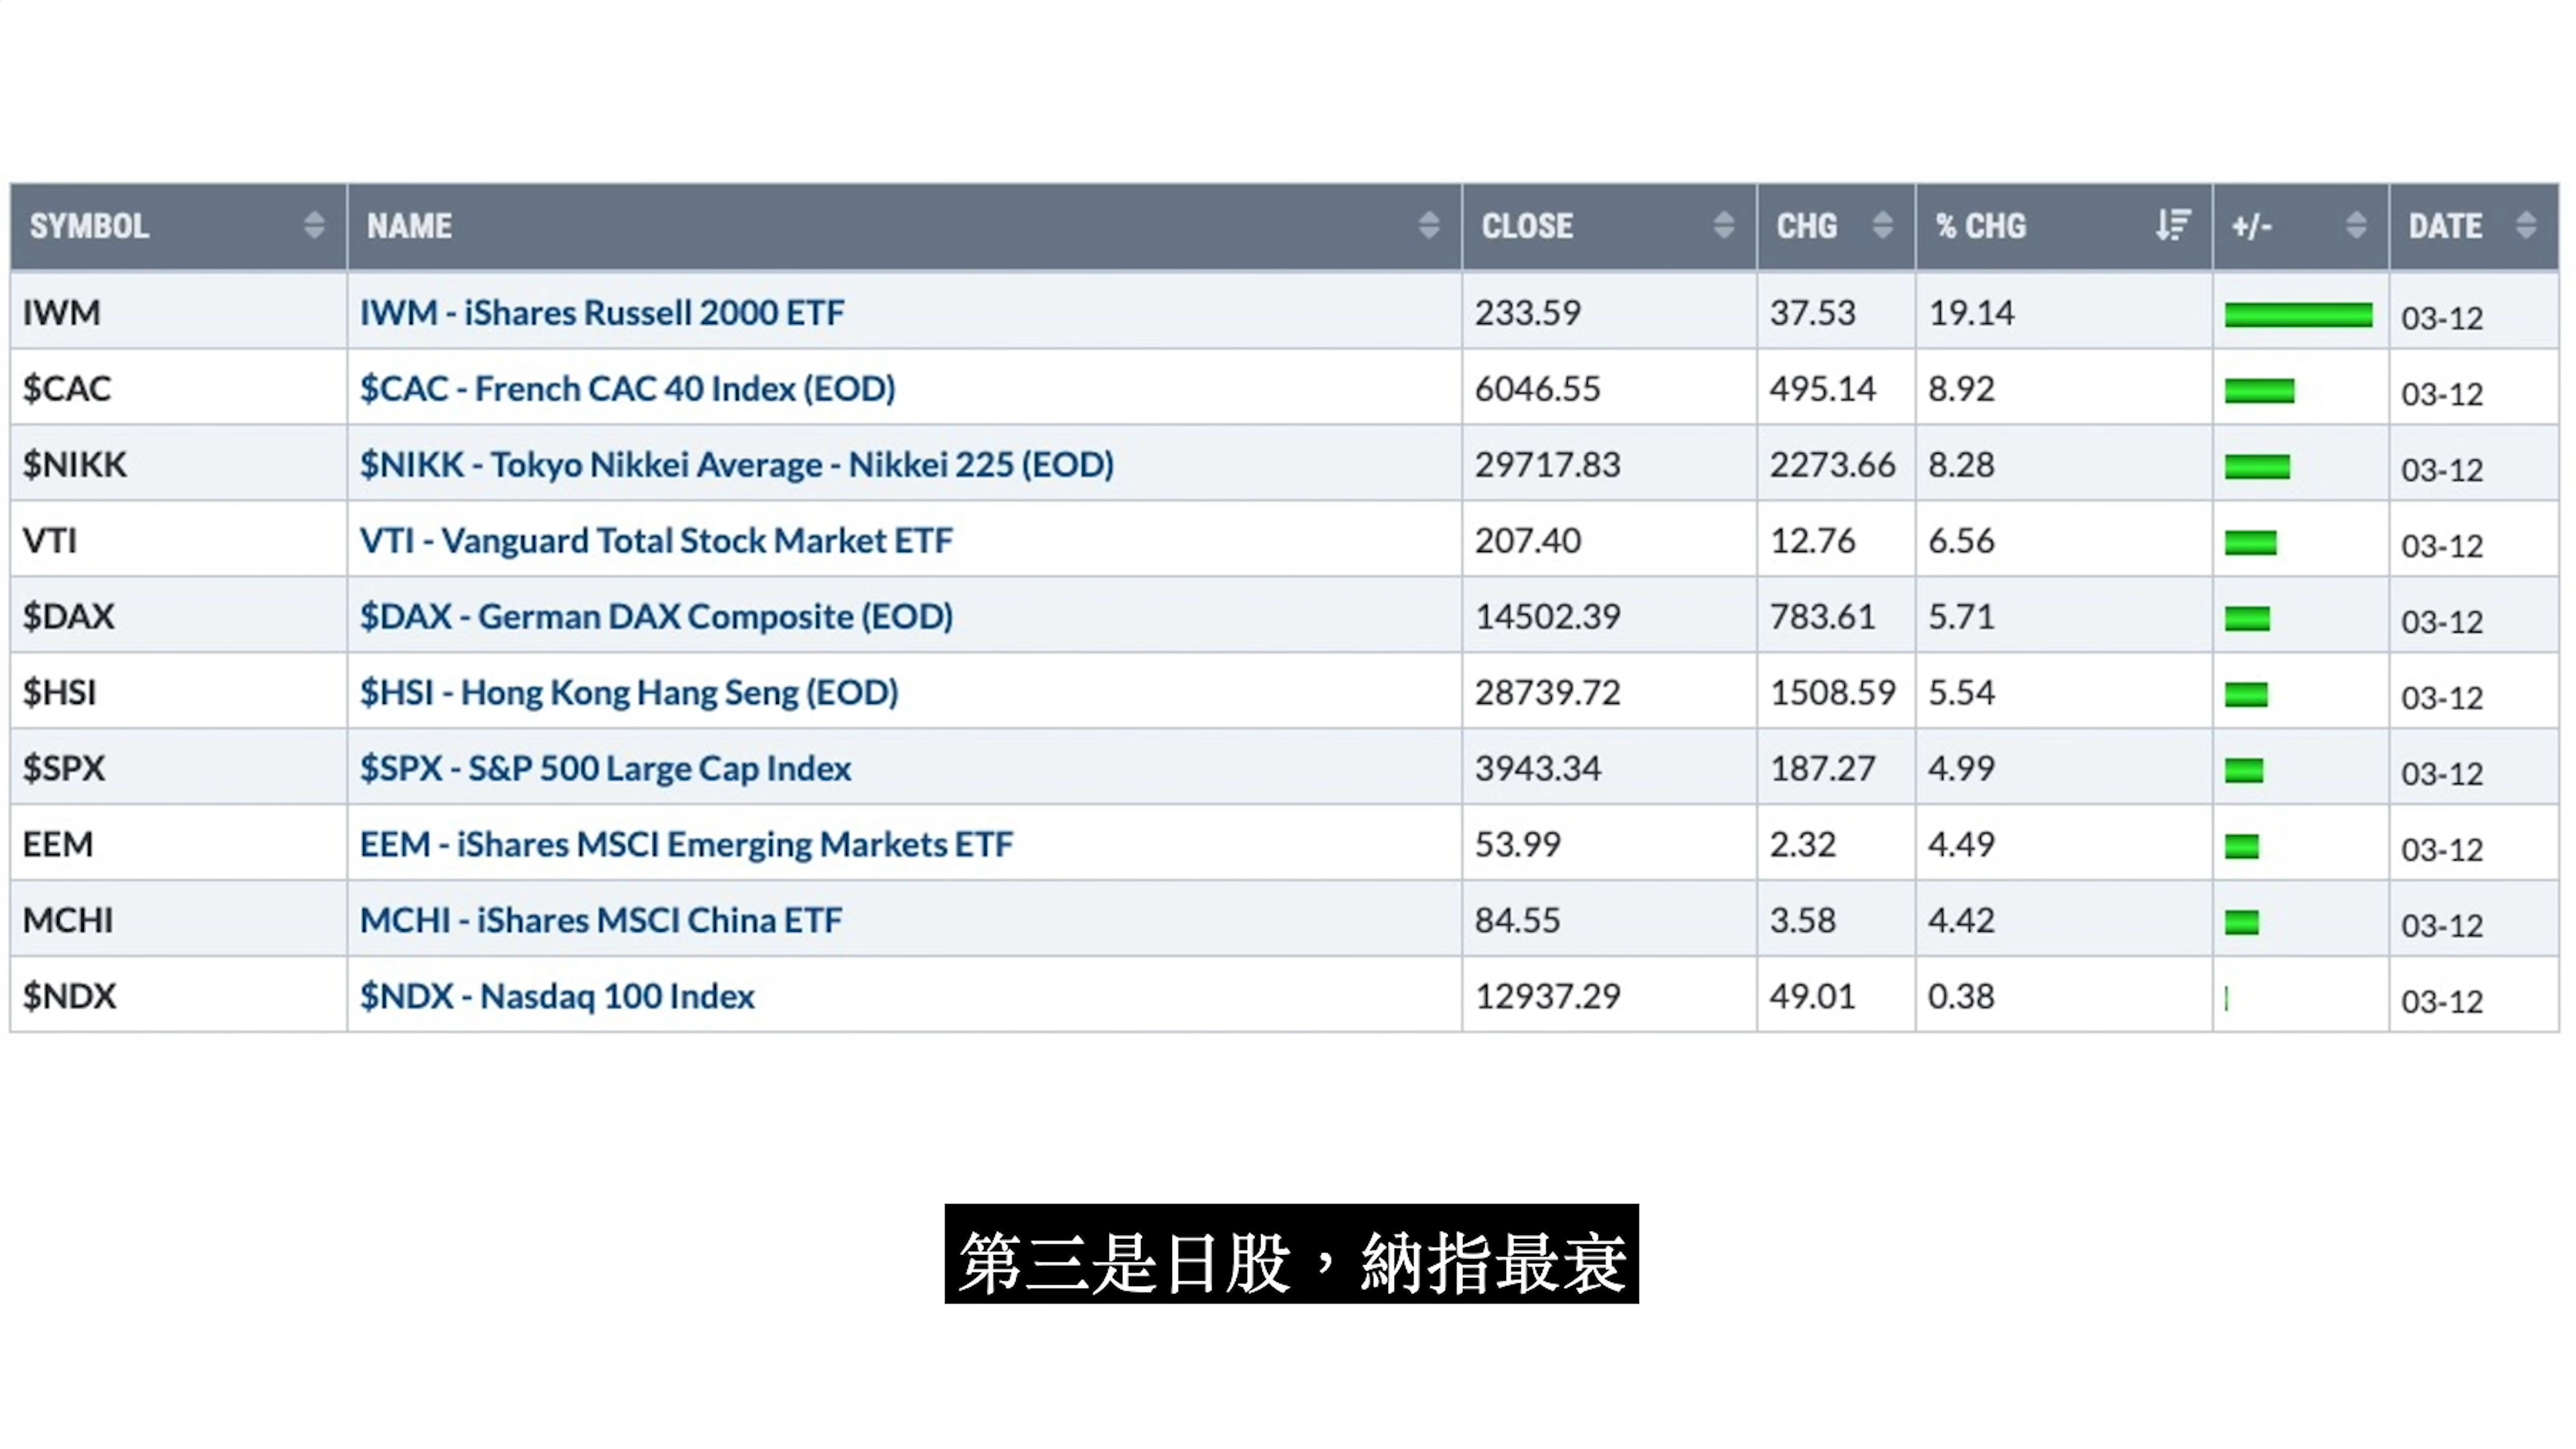 SYMBOL NAME CLOSE CHG % CHG +/- DATE
IWM IWM - iShares Russell 2000 ETF 233.59 37.53 19.14 03-12
$CAC $CAC - French CAC 40 Index (EOD) 6046.55 495.14 8.92 03-12
$NIKK $NIKK - Tokyo Nikkei Average - Nikkei 225 (EOD) 29717.83 2273.66 8.28 03-12
VTI VTI - Vanguard Total Stock Market ETF 207.40 12.76 6.56 03-12
$DAX $DAX - German DAX Composite (EOD) 14502.39 783.61 5.71 03-12
$HSI $HSI - Hong Kong Hang Seng (EOD) 28739.72 1508.59 5.54 03-12
$SPX $SPX - S&P 500 Large Cap Index 3943.34 187.27 4.99 03-12
EEM EEM - iShares MSCI Emerging Markets ETF 53.99 2.32 4.49 03-12
MCHI MCHI - iShares MSCI China ETF 84.55 3.58 4.42 03-12
$NDX $NDX - Nasdaq 100 Index 12937.29 49.01 0.38 03-12
第三是日股，納指最衰